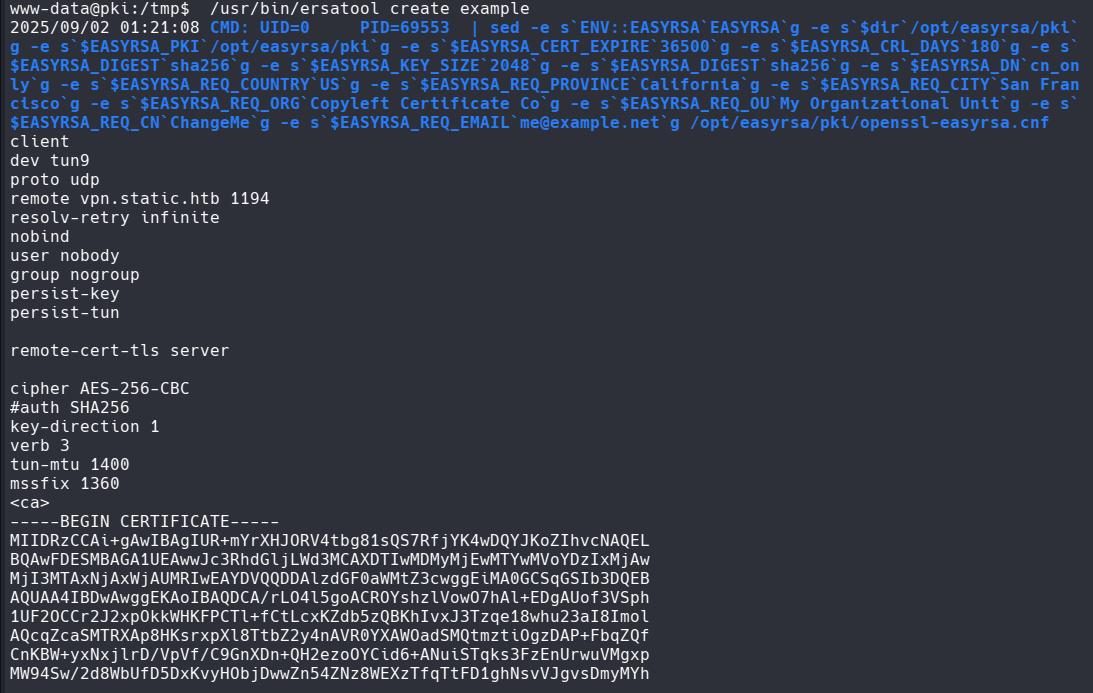 www-data@pki:/tmp$  /usr/bin/ersatool create example
2025/09/02 01:21:08 CMD: UID=0     PID=69553  | sed -e s`ENV::EASYRSA`EASYRSA`g -e s`$dir`/opt/easyrsa/pki`
g -e s`$EASYRSA_PKI`/opt/easyrsa/pki`g -e s`$EASYRSA_CERT_EXPIRE`36500`g -e s`$EASYRSA_CRL_DAYS`180`g -e s`
$EASYRSA_DIGEST`sha256`g -e s`$EASYRSA_KEY_SIZE`2048`g -e s`$EASYRSA_DIGEST`sha256`g -e s`$EASYRSA_DN`cn_on
ly`g -e s`$EASYRSA_REQ_COUNTRY`US`g -e s`$EASYRSA_REQ_PROVINCE`California`g -e s`$EASYRSA_REQ_CITY`San Fran
cisco`g -e s`$EASYRSA_REQ_ORG`Copyleft Certificate Co`g -e s`$EASYRSA_REQ_OU`My Organizational Unit`g -e s`
$EASYRSA_REQ_CN`ChangeMe`g -e s`$EASYRSA_REQ_EMAIL`me@example.net`g /opt/easyrsa/pki/openssl-easyrsa.cnf
client
dev tun9
proto udp
remote vpn.static.htb 1194
resolv-retry infinite
nobind
user nobody
group nogroup
persist-key
persist-tun
remote-cert-tls server
cipher AES-256-CBC
#auth SHA256
key-direction 1
verb 3
tun-mtu 1400
mssfix 1360
<ca>
-----BEGIN CERTIFICATE-----
MIIDRzCCAi+gAwIBAgIUR+mYrXHJORV4tbg81sQS7RfjYK4wDQYJKoZIhvcNAQEL
BQAwFDESMBAGA1UEAwwJc3RhdGljLWd3MCAXDTIwMDMyMjEwMTYwMVoYDzIxMjAw
MjI3MTAxNjAxWjAUMRIwEAYDVQQDDAlzdGF0aWMtZ3cwggEiMA0GCSqGSIb3DQEB
AQUAA4IBDwAwggEKAoIBAQDCA/rLO4l5goACROYshzlVowO7hAl+EDgAUof3VSph
1UF2OCCr2J2xpOkkWHKFPCTl+fCtLcxKZdb5zQBKhIvxJ3Tzqe18whu23aI8Imol
AQcqZcaSMTRXAp8HKsrxpXl8TtbZ2y4nAVR0YXAWOadSMQtmztiOgzDAP+FbqZQf
CnKBW+yxNxjlrD/VpVf/C9GnXDn+QH2ezoOYCid6+ANuiSTqks3FzEnUrwuVMgxp
MW94Sw/2d8WbUfD5DxKvyHObjDwwZn54ZNz8WEXzTfqTtFD1ghNsvVJgvsDmyMYh